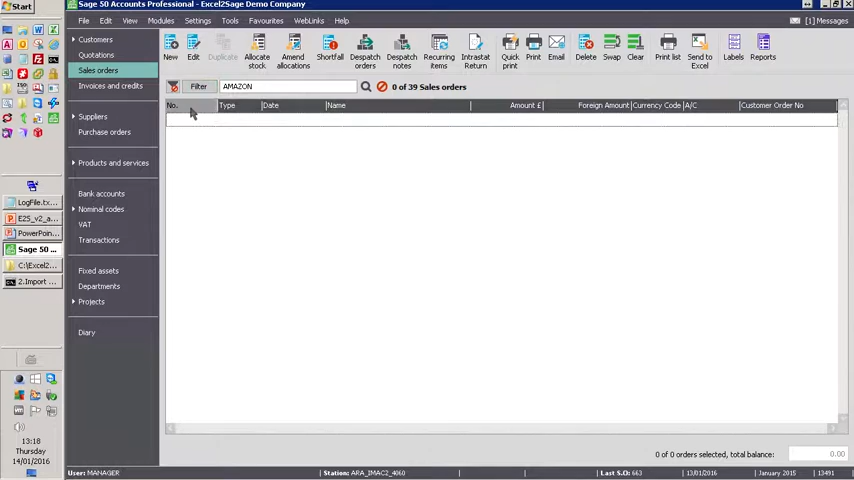 Start
Sage 50 Accounts Professional - Excel2Sage Demo Company
File Edit View Modules Settings Tools Favourites WebLinks Help
[1] Messages
Customers
Quotations
Sales orders
Invoices and credits
Suppliers
Purchase orders
Products and services
Bank accounts
Nominal codes
VAT
Transactions
Fixed assets
Departments
Projects
Diary
New
Edit
Duplicate
Allocate stock
Amend allocations
Shortfall
Despatch orders
Despatch notes
Recurring items
Intrastat Return
Quick print
Print
Email
Delete
Swap
Clear
Print list
Send to Excel
Labels
Reports
Filter AMAZON 0 of 39 Sales orders
No. Type Date Name Amount £ Foreign Amount Currency Code A/C Customer Order No
LogFile.tx...
E2S_v2_a...
PowerPoin...
Sage 50 ...
C:\Excel2...
2.Import ...
13:18
Thursday
14/01/2016
0 of 0 orders selected, total balance: 0.00
User: MANAGER Station: ARA_IMAC2_4060 Last S.O: 663 13/01/2016 January 2015 13491